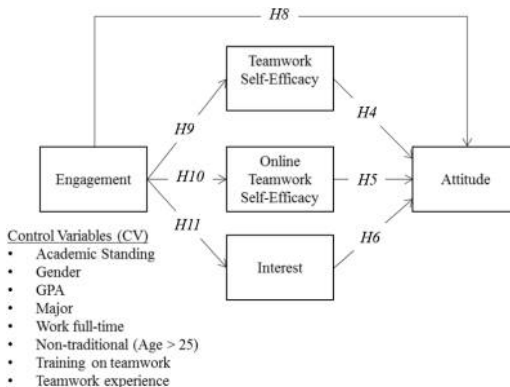 H8
Teamwork
Self-Efficacy
H9
H4
Engagement
H10
Online
Teamwork
Self-Efficacy
H5
Attitude
H11
H6
Interest
Control Variables (CV)
• Academic Standing
• Gender
• GPA
• Major
• Work full-time
• Non-traditional (Age > 25)
• Training on teamwork
• Teamwork experience